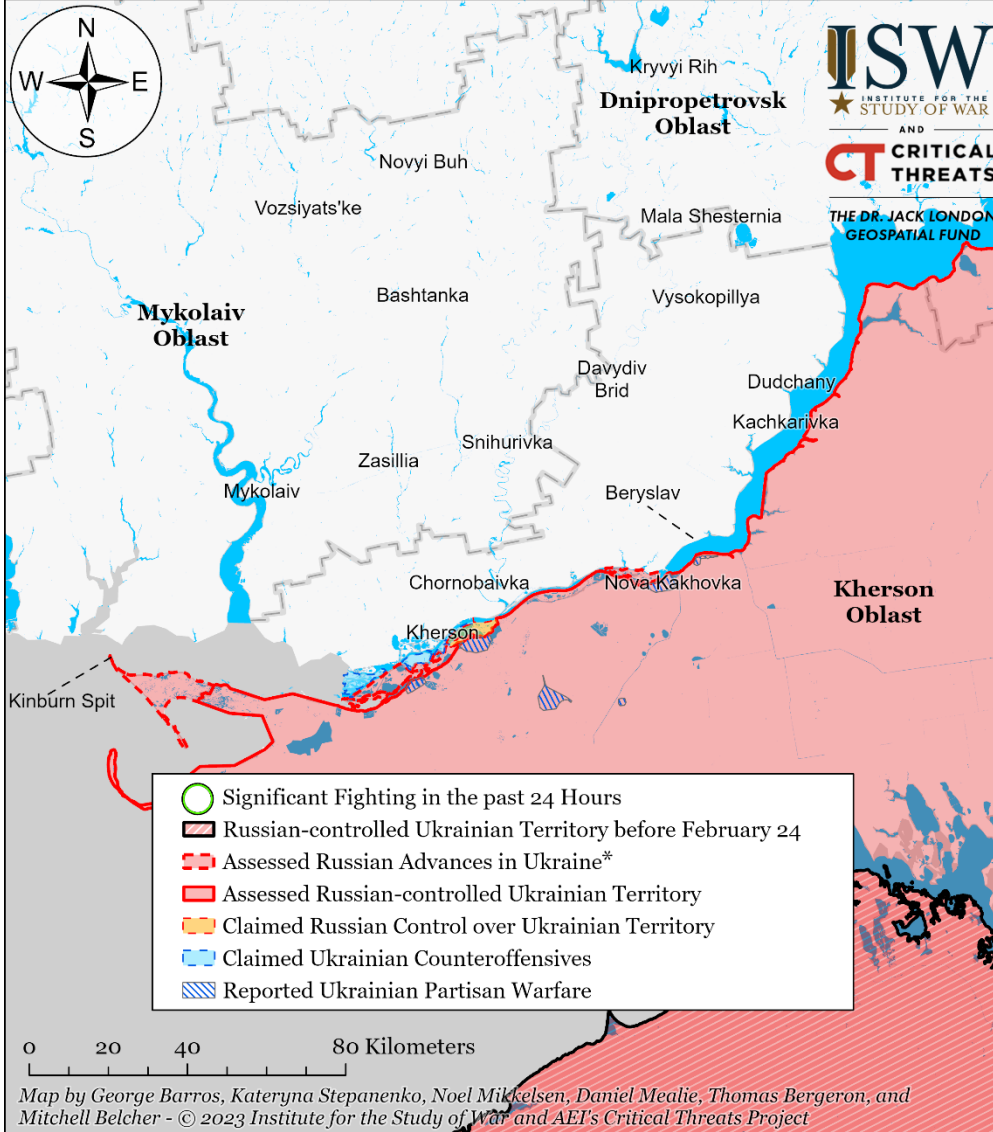 N
W
E
S
ISW
INSTITUTE FOR THE
STUDY OF WAR
AND
CT CRITICAL
THREATS
THE DR. JACK LONDON
GEOSPATIAL FUND
Kryvyi Rih
Dnipropetrovsk
Oblast
Novyi Buh
Vozsiyats'ke
Mala Shesternia
Bashtanka
Vysokopillya
Mykolaiv
Oblast
Davydiv
Brid
Dudchany
Kachkarivka
Snihurivka
Zasillia
Mykolaiv
Beryslav
Chornobaivka
Nova Kakhovka
Kherson
Oblast
Kherson
Kinburn Spit
Significant Fighting in the past 24 Hours
Russian-controlled Ukrainian Territory before February 24
Assessed Russian Advances in Ukraine*
Assessed Russian-controlled Ukrainian Territory
Claimed Russian Control over Ukrainian Territory
Claimed Ukrainian Counteroffensives
Reported Ukrainian Partisan Warfare
0 20 40 80 Kilometers
Map by George Barros, Kateryna Stepanenko, Noel Mikkelsen, Daniel Mealie, Thomas Bergeron, and
Mitchell Belcher - © 2023 Institute for the Study of War and AEI's Critical Threats Project